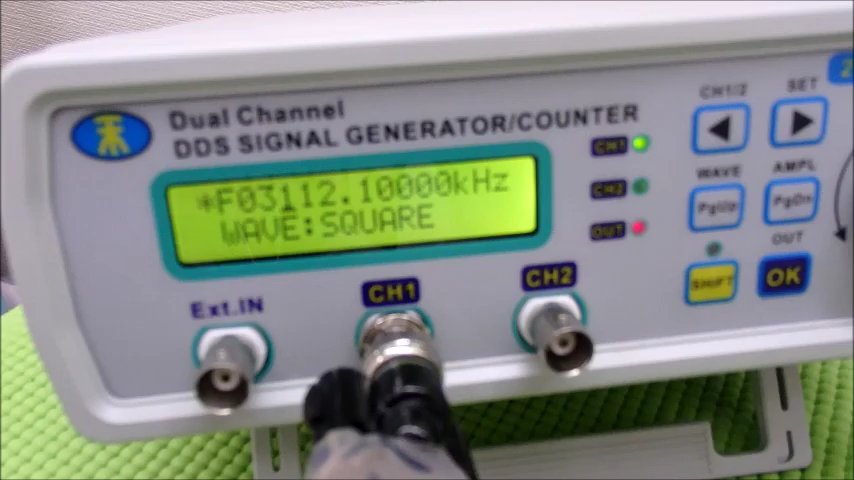 Dual Channel
DDS SIGNAL GENERATOR/COUNTER
*F03112.10000kHz
WAVE:SQUARE
CH1
CH2
OUT
CH1/2
SET
WAVE
AMPL
PgUp
PgDn
OUT
SHIFT
OK
2
Ext.IN
CH1
CH2